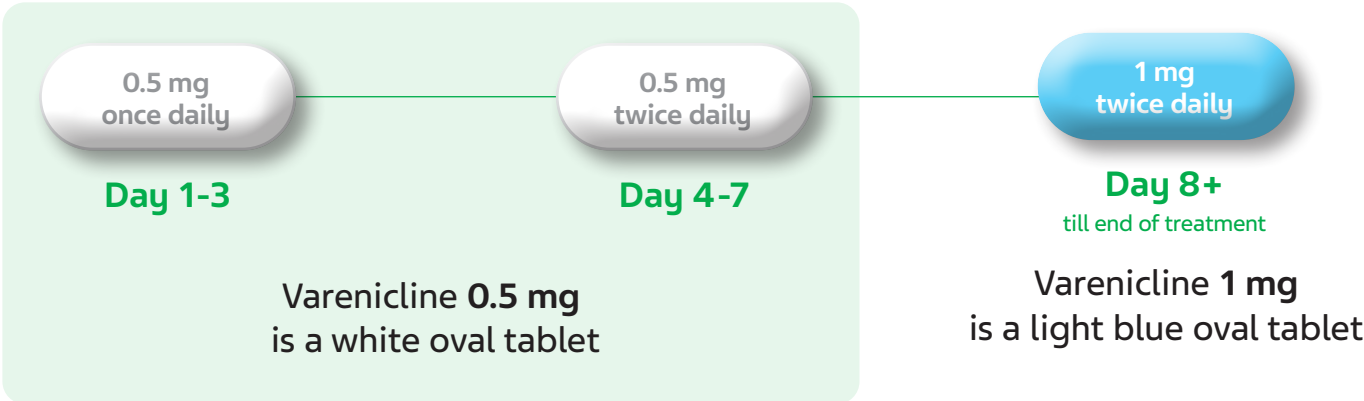 0.5 mg
once daily
0.5 mg
twice daily
1 mg
twice daily
Day 1-3
Day 4-7
Day 8+
till end of treatment
Varenicline 0.5 mg
is a white oval tablet
Varenicline 1 mg
is a light blue oval tablet